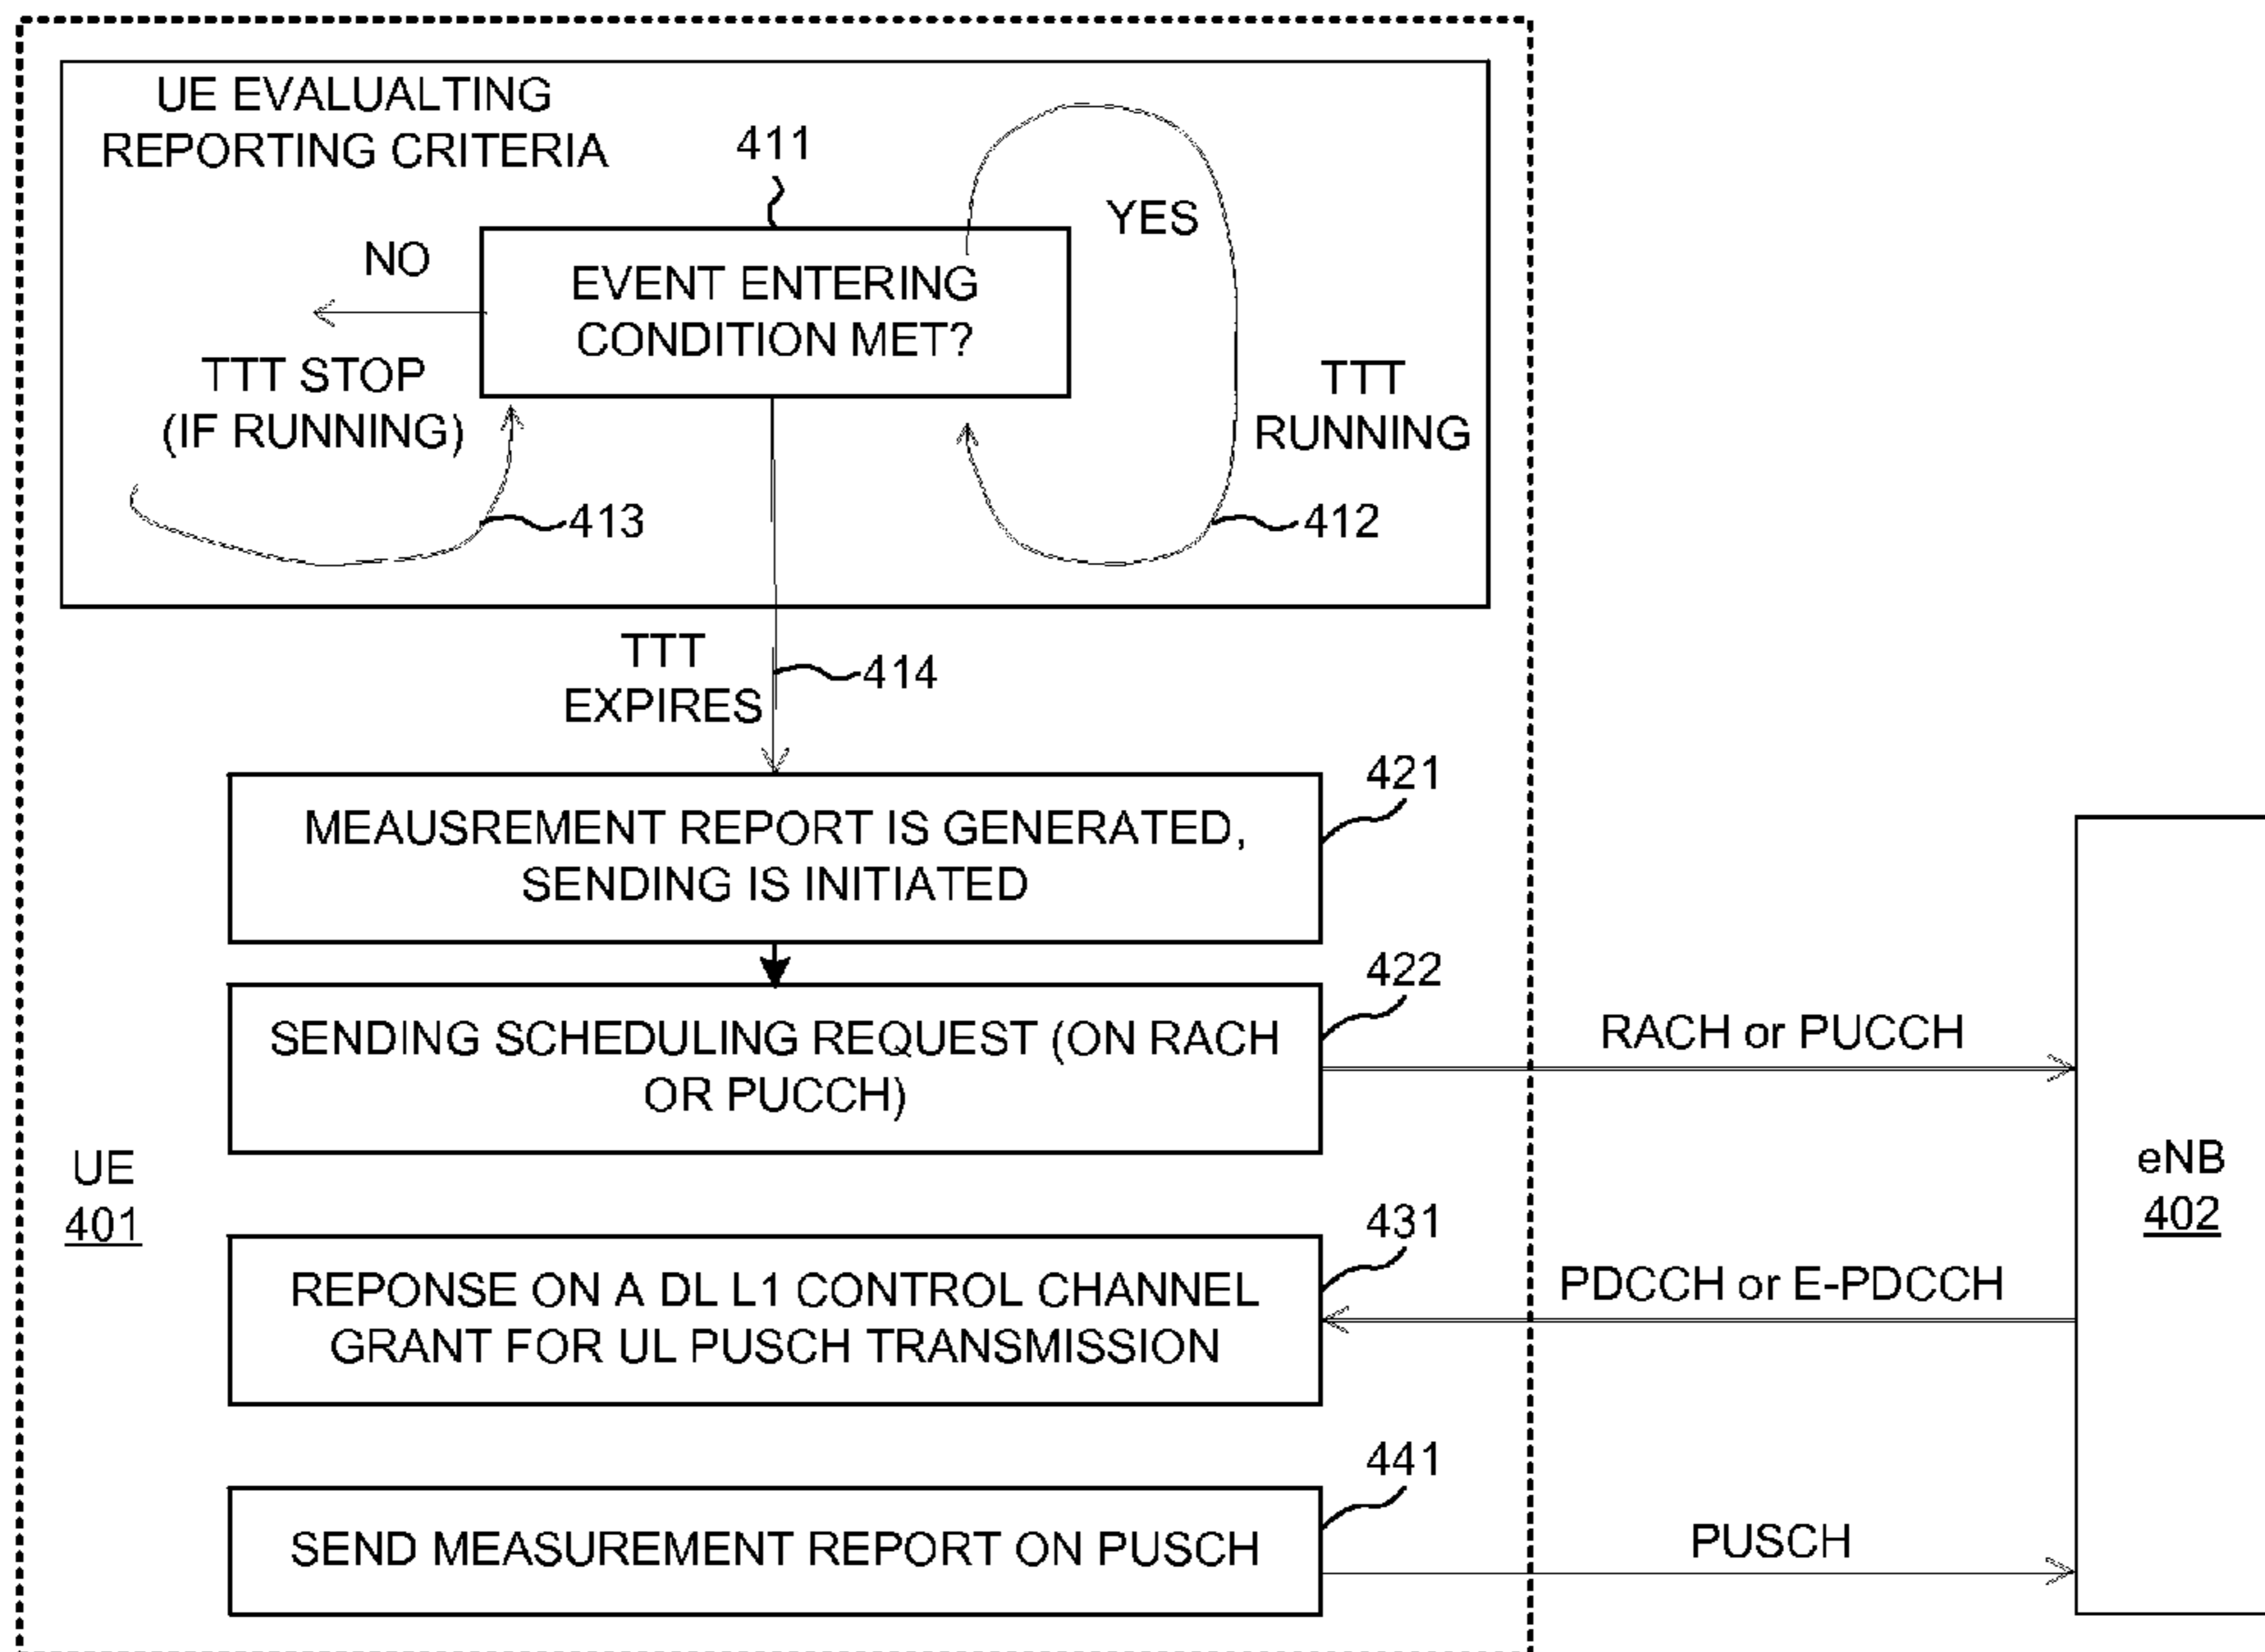 UE EVALUALTING
REPORTING CRITERIA
411
YES
NO
EVENT ENTERING
CONDITION MET?
TTT STOP
(IF RUNNING)
TTT
RUNNING
413
412
TTT
EXPIRES
414
421
MEAUSREMENT REPORT IS GENERATED,
SENDING IS INITIATED
422
SENDING SCHEDULING REQUEST (ON RACH
OR PUCCH)
RACH or PUCCH
UE
401
eNB
402
431
REPONSE ON A DL L1 CONTROL CHANNEL
GRANT FOR UL PUSCH TRANSMISSION
PDCCH or E-PDCCH
441
SEND MEASUREMENT REPORT ON PUSCH
PUSCH